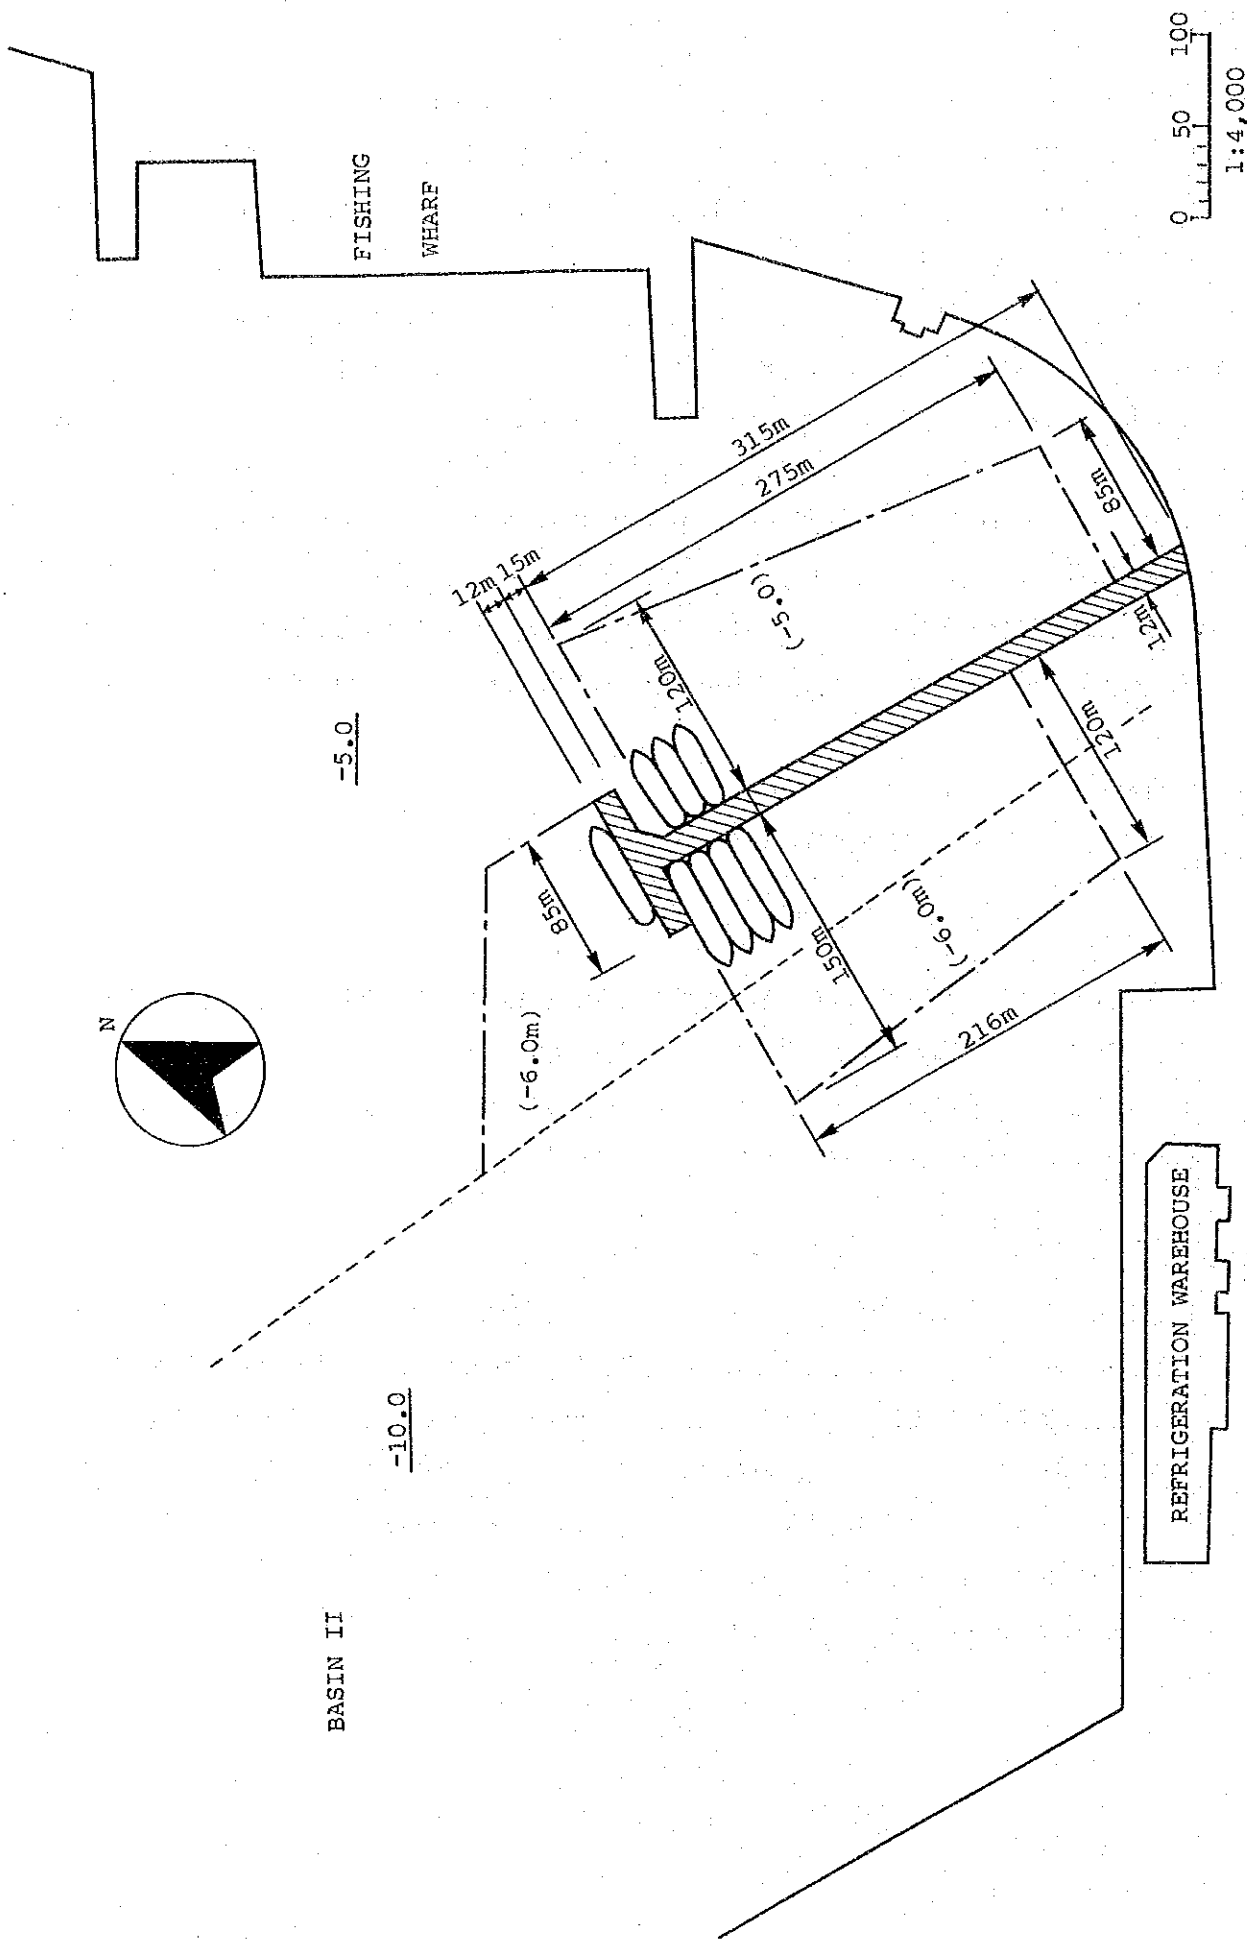 FISHING
WHARF
0 50 100
1:4,000
315m
275m
12m
15m
85m
120m
(-5.0)
12m
-5.0
120m
85m
150m
(-6.0m)
216m
N
(-6.0m)
-10.0
BASIN II
REFRIGERATION WAREHOUSE